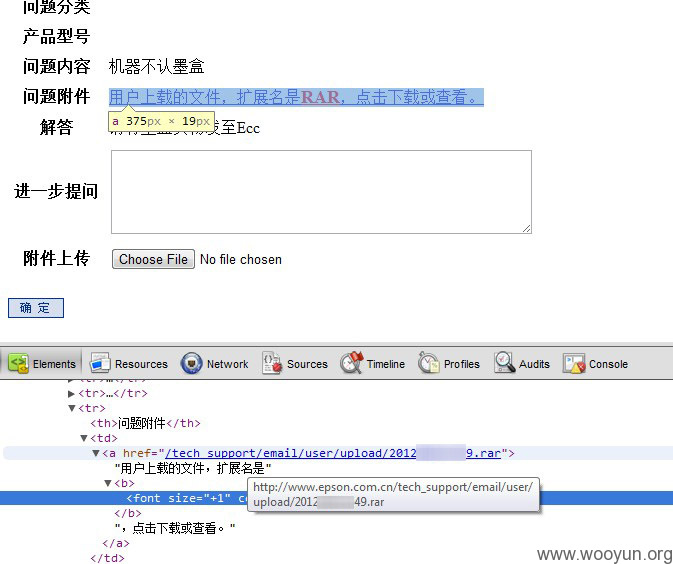 问题分类
产品型号
问题内容 机器不认墨盒
问题附件 用户上载的文件，扩展名是RAR，点击下载或查看。
a 375px × 19px
解答 发至Ecc
进一步提问
附件上传 Choose File No file chosen
确 定
Elements Resources Network Sources Timeline Profiles Audits Console
▶<tr>…</tr>
▶<tr>…</tr>
▼<tr>
<th>问题附件</th>
▼<td>
▼<a href="/tech_support/email/user/upload/2012 9.rar">
"用户上载的文件，扩展名是"
▼<b>
<font size="+1"
http://www.epson.com.cn/tech_support/email/user/
upload/2012 49.rar
</b>
"，点击下载或查看。"
</a>
</td>
www.wooyun.org